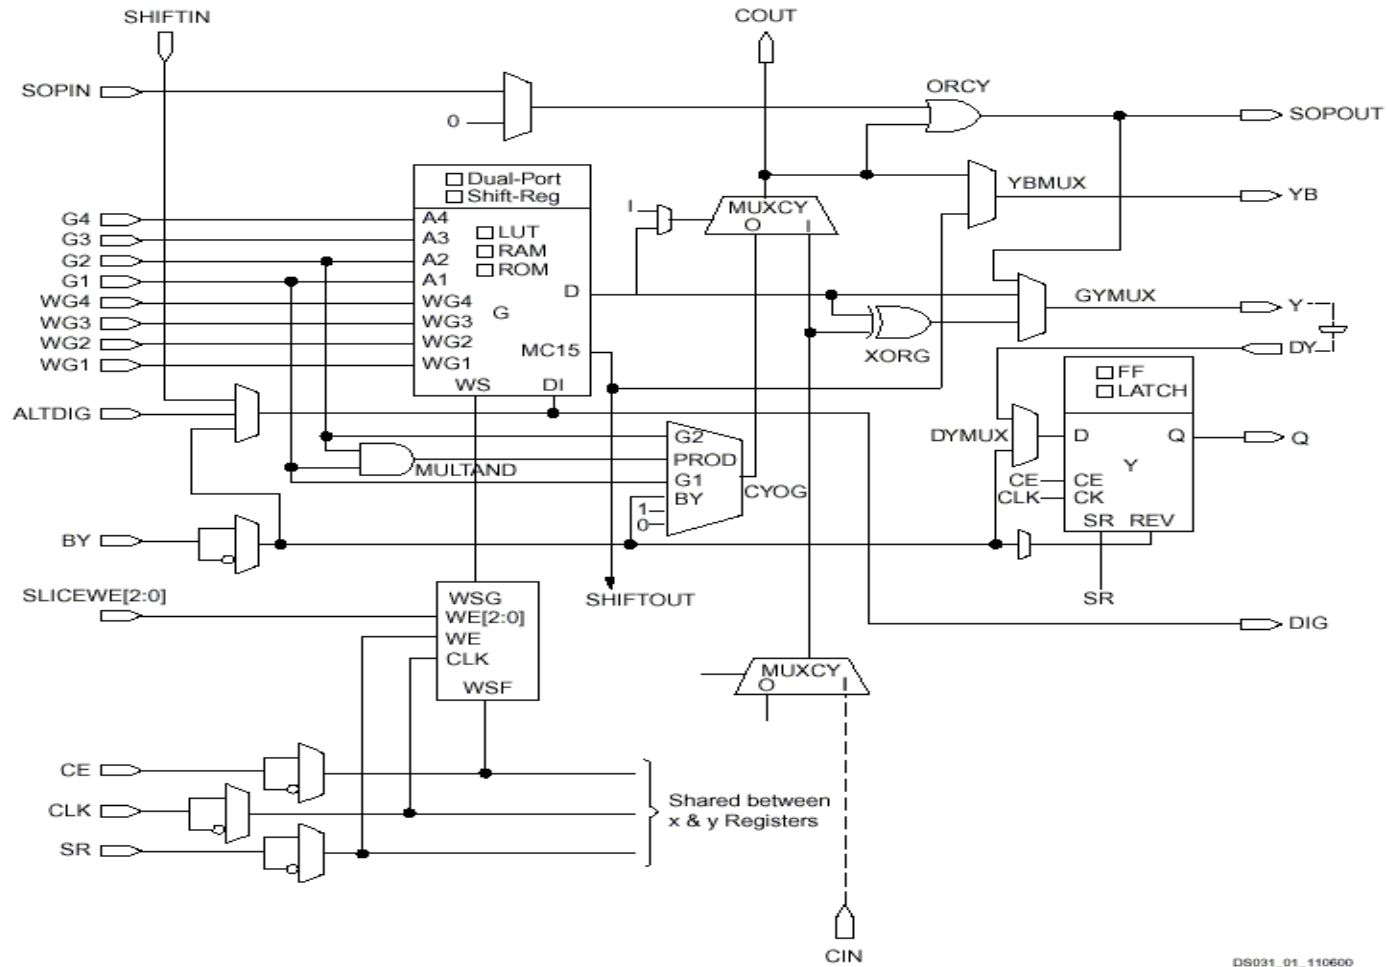 SHIFTIN
COUT
SOPIN
ORCY
SOPOUT
0
Dual-Port
Shift-Reg
YBMUX
YB
MUXCY
O I
I
G4
G3
G2
G1
WG4
WG3
WG2
WG1
A4
A3
A2
A1
WG4
WG3
WG2
WG1
LUT
RAM
ROM
G
D
MC15
WS
DI
GYMUX
Y
DY
XORG
FF
LATCH
ALTDIG
DYMUX
D
Q
Q
Y
CE
CE
CLK
CK
SR REV
SR
MULTAND
G2
PROD
G1
BY
1
0
CYOG
BY
SHIFTOUT
SLICEWE[2:0]
WSG
WE[2:0]
WE
CLK
WSF
DIG
MUXCY
O I
CE
CLK
SR
Shared between
x & y Registers
CIN
DS031_01_110600